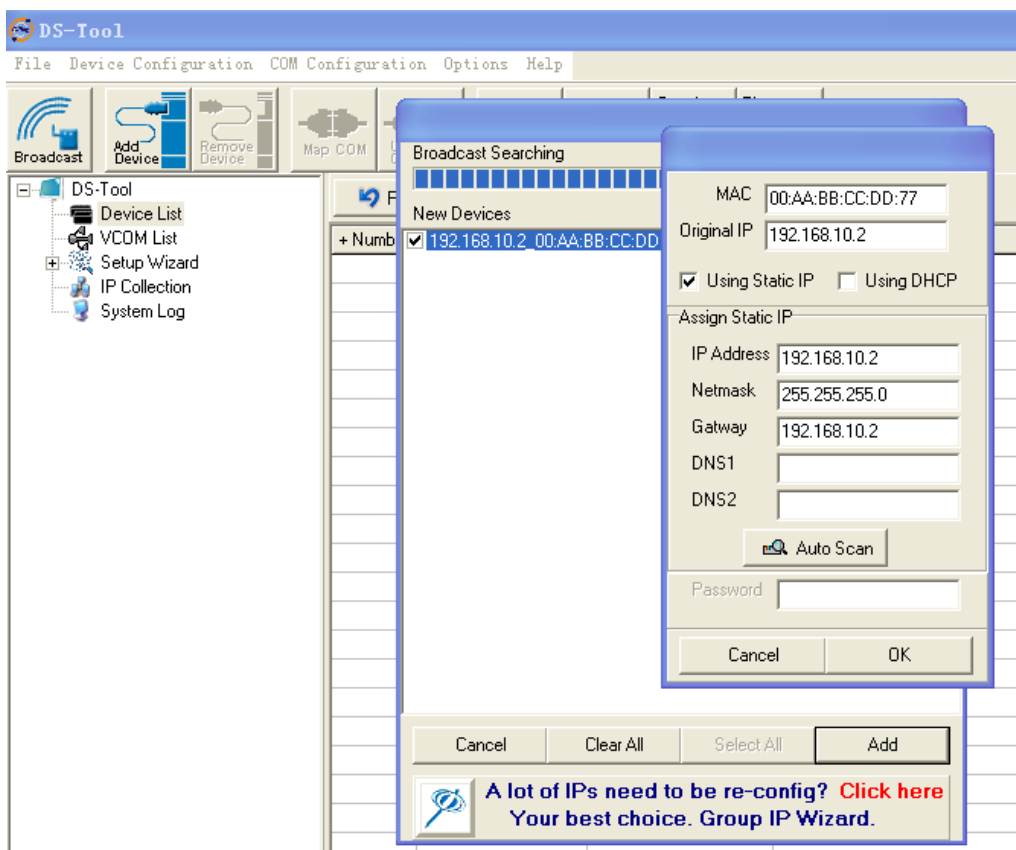 DS-Tool
File Device Configuration COM Configuration Options Help
Broadcast
Add Device
Remove Device
Map COM
DS-Tool
Device List
VCOM List
Setup Wizard
IP Collection
System Log
+ Numb
Broadcast Searching
New Devices
192.168.10.2_00:AA:BB:CC:DD
MAC 00:AA:BB:CC:DD:77
Original IP 192.168.10.2
Using Static IP Using DHCP
Assign Static IP
IP Address 192.168.10.2
Netmask 255.255.255.0
Gatway 192.168.10.2
DNS1
DNS2
Auto Scan
Password
Cancel OK
Cancel Clear All Select All Add
A lot of IPs need to be re-config? Click here
Your best choice. Group IP Wizard.